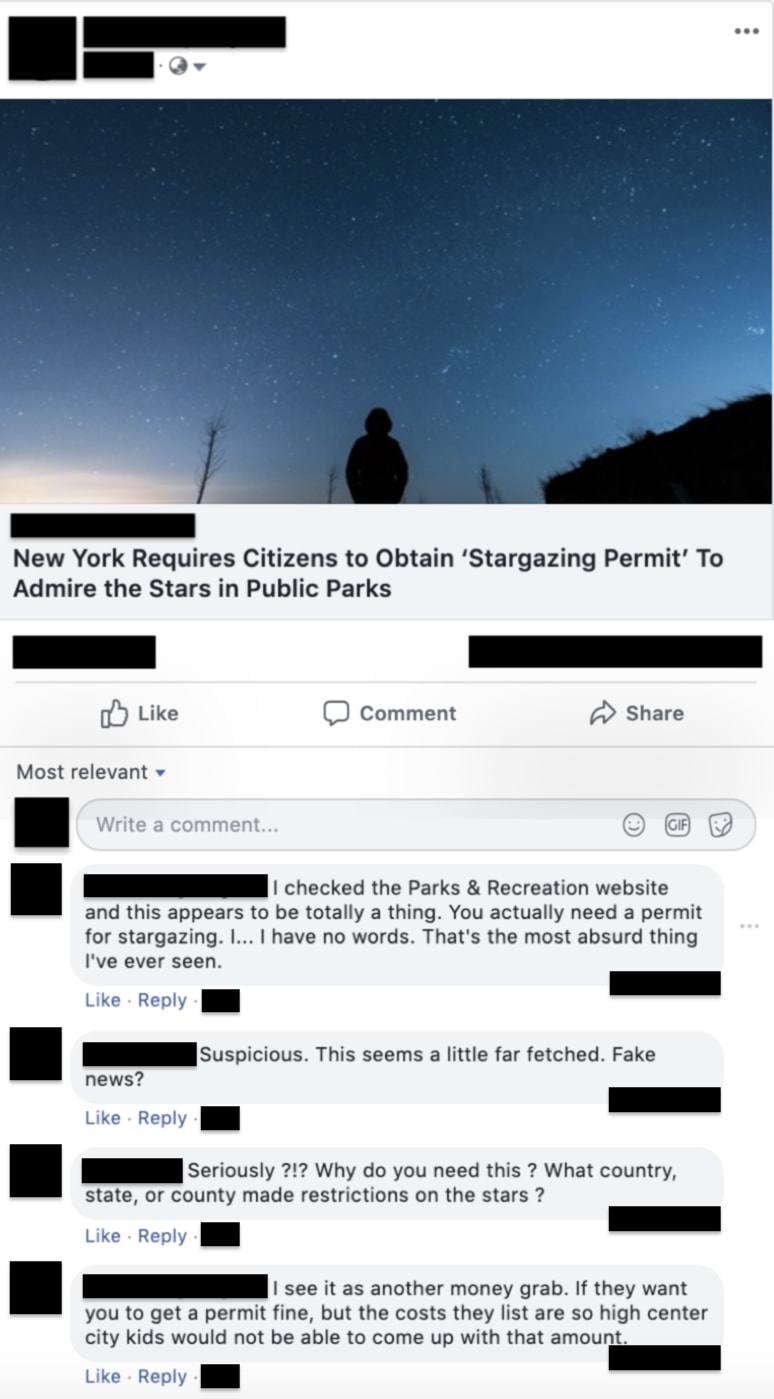 New York Requires Citizens to Obtain ‘Stargazing Permit’ To
Admire the Stars in Public Parks
Like
Comment
Share
Most relevant
Write a comment...
GIF
I checked the Parks & Recreation website
and this appears to be totally a thing. You actually need a permit
for stargazing. I... I have no words. That's the most absurd thing
I've ever seen.
Like · Reply ·
Suspicious. This seems a little far fetched. Fake
news?
Like · Reply ·
Seriously ?!? Why do you need this ? What country,
state, or county made restrictions on the stars ?
Like · Reply ·
I see it as another money grab. If they want
you to get a permit fine, but the costs they list are so high center
city kids would not be able to come up with that amount.
Like · Reply ·